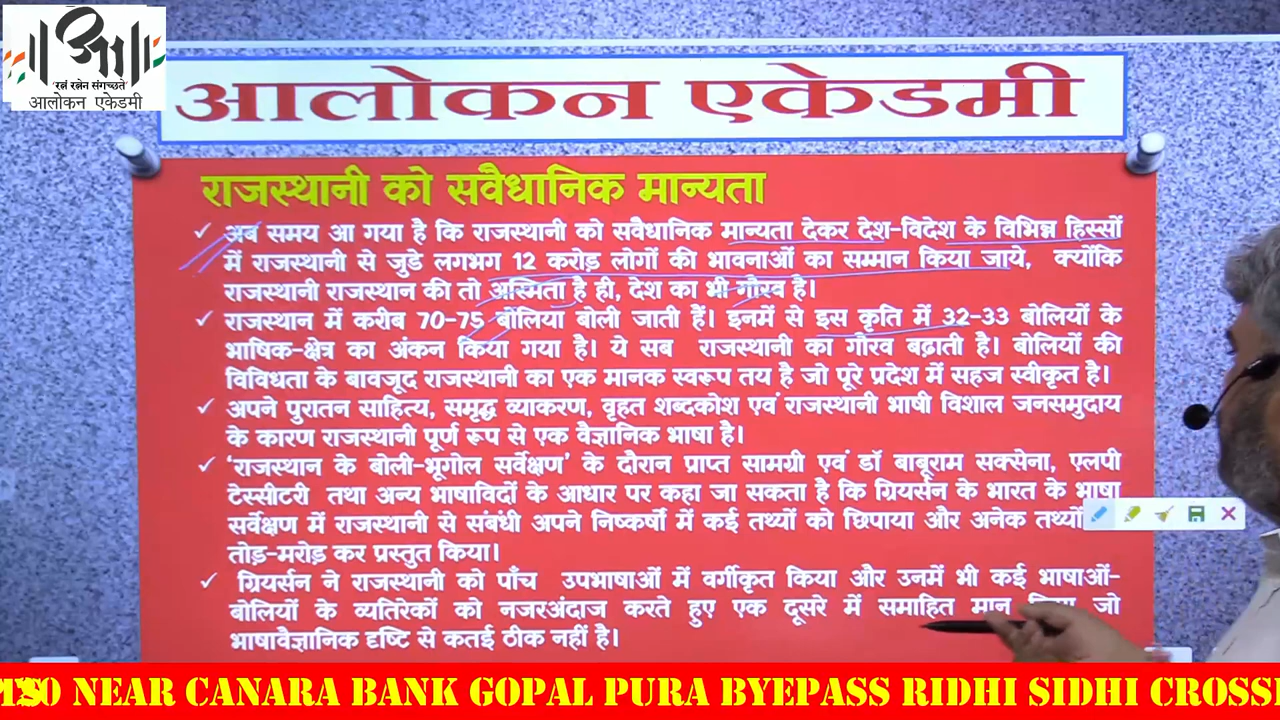 'रत्नं रत्नेन संगच्छते'
आलोकन एकेडमी
आलोकन एकेडमी
राजस्थानी को सवैधानिक मान्यता
✓ अब समय आ गया है कि राजस्थानी को सवैधानिक मान्यता देकर देश-विदेश के विभिन्न हिस्सों
में राजस्थानी से जुडे लगभग 12 करोड़ लोगों की भावनाओं का सम्मान किया जाये, क्योंकि
राजस्थानी राजस्थान की तो अस्मिता है ही, देश का भी गौरव है।
✓ राजस्थान में करीब 70-75 बोलियां बोली जाती हैं। इनमें से इस कृति में 32-33 बोलियों के
भाषिक-क्षेत्र का अंकन किया गया है। ये सब राजस्थानी का गौरव बढ़ाती है। बोलियों की
विविधता के बावजूद राजस्थानी का एक मानक स्वरूप तय है जो पूरे प्रदेश में सहज स्वीकृत है।
✓ अपने पुरातन साहित्य, समृद्ध व्याकरण, वृहत शब्दकोश एवं राजस्थानी भाषी विशाल जनसमुदाय
के कारण राजस्थानी पूर्ण रूप से एक वैज्ञानिक भाषा है।
✓ 'राजस्थान के बोली-भूगोल सर्वेक्षण' के दौरान प्राप्त सामग्री एवं डॉ बाबूराम सक्सेना, एलपी
टेस्सीटरी तथा अन्य भाषाविदों के आधार पर कहा जा सकता है कि ग्रियर्सन के भारत के भाषा
सर्वेक्षण में राजस्थानी से संबंधी अपने निष्कर्षो में कई तथ्यों को छिपाया और अनेक तथ्यों
तोड़-मरोड़ कर प्रस्तुत किया।
✓ ग्रियर्सन ने राजस्थानी को पाँच उपभाषाओं में वर्गीकृत किया और उनमें भी कई भाषाओं-
बोलियों के व्यतिरेकों को नजरअंदाज करते हुए एक दूसरे में समाहित मान जो
भाषावैज्ञानिक दृष्टि से कतई ठीक नहीं है।
NEAR CANARA BANK GOPAL PURA BYEPASS RIDHI SIDHI CROSS